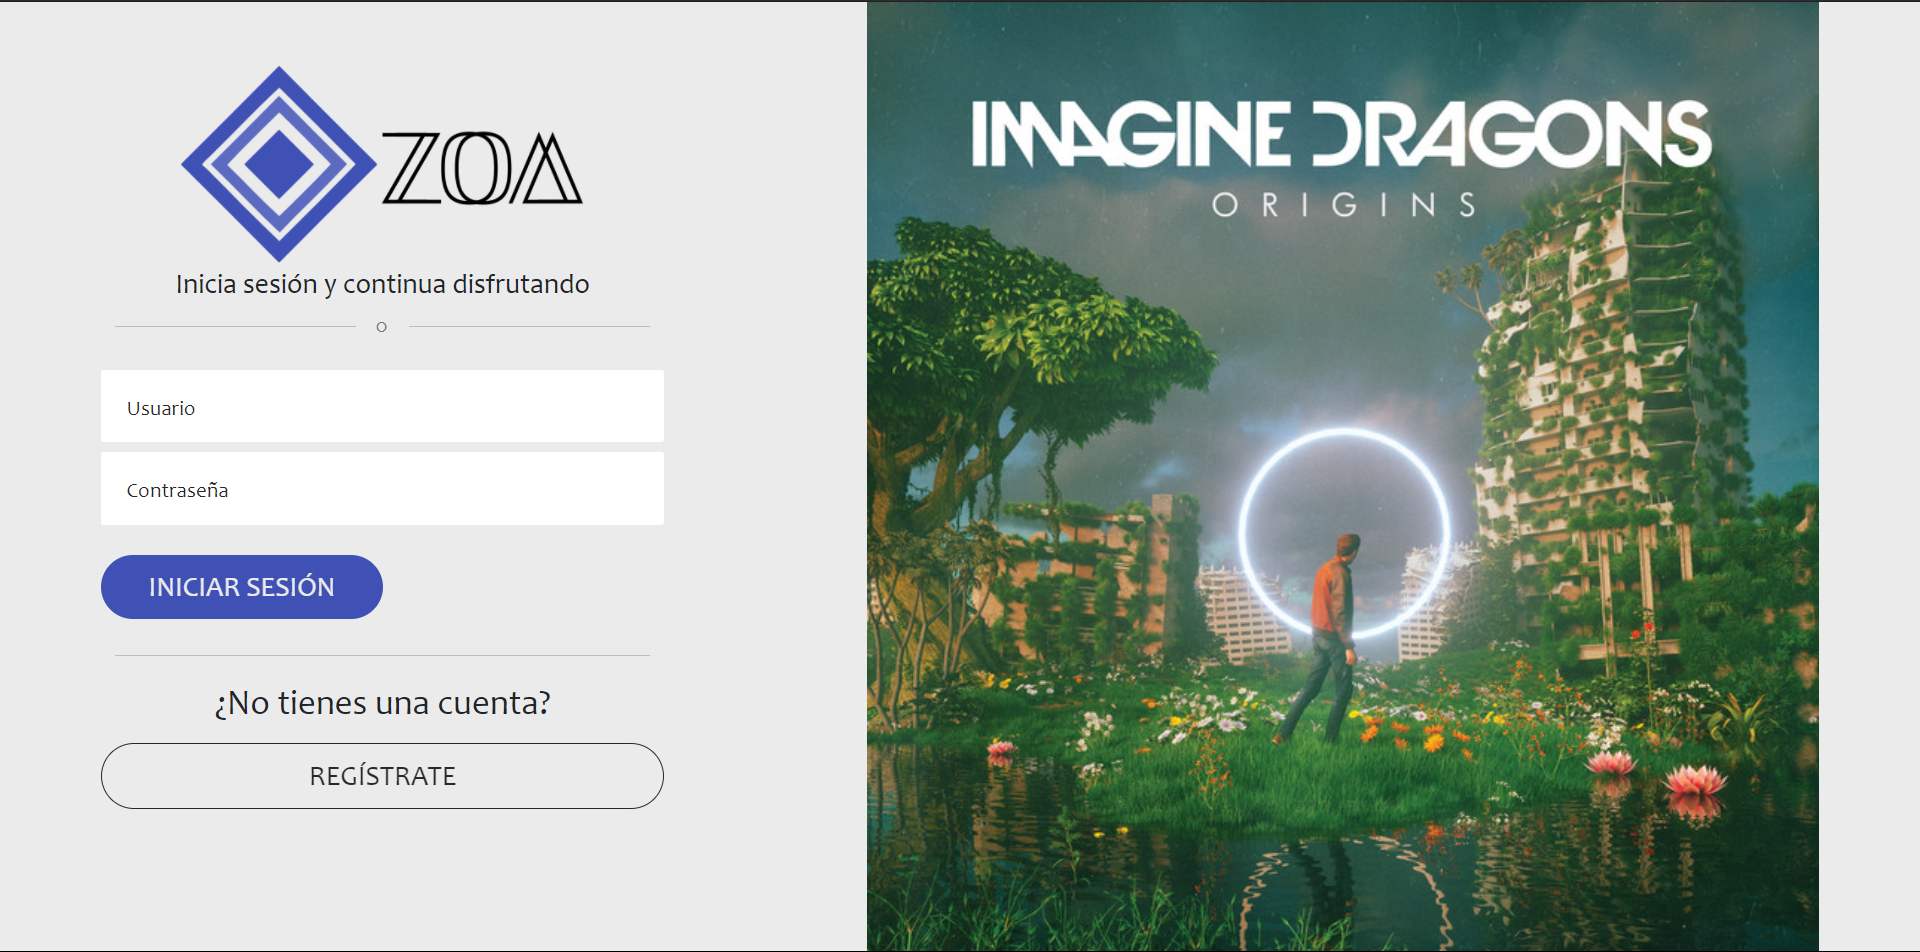 ZOA
Inicia sesión y continua disfrutando
o
Usuario
Contraseña
INICIAR SESIÓN
¿No tienes una cuenta?
REGÍSTRATE
IMAGINE DRAGONS
ORIGINS